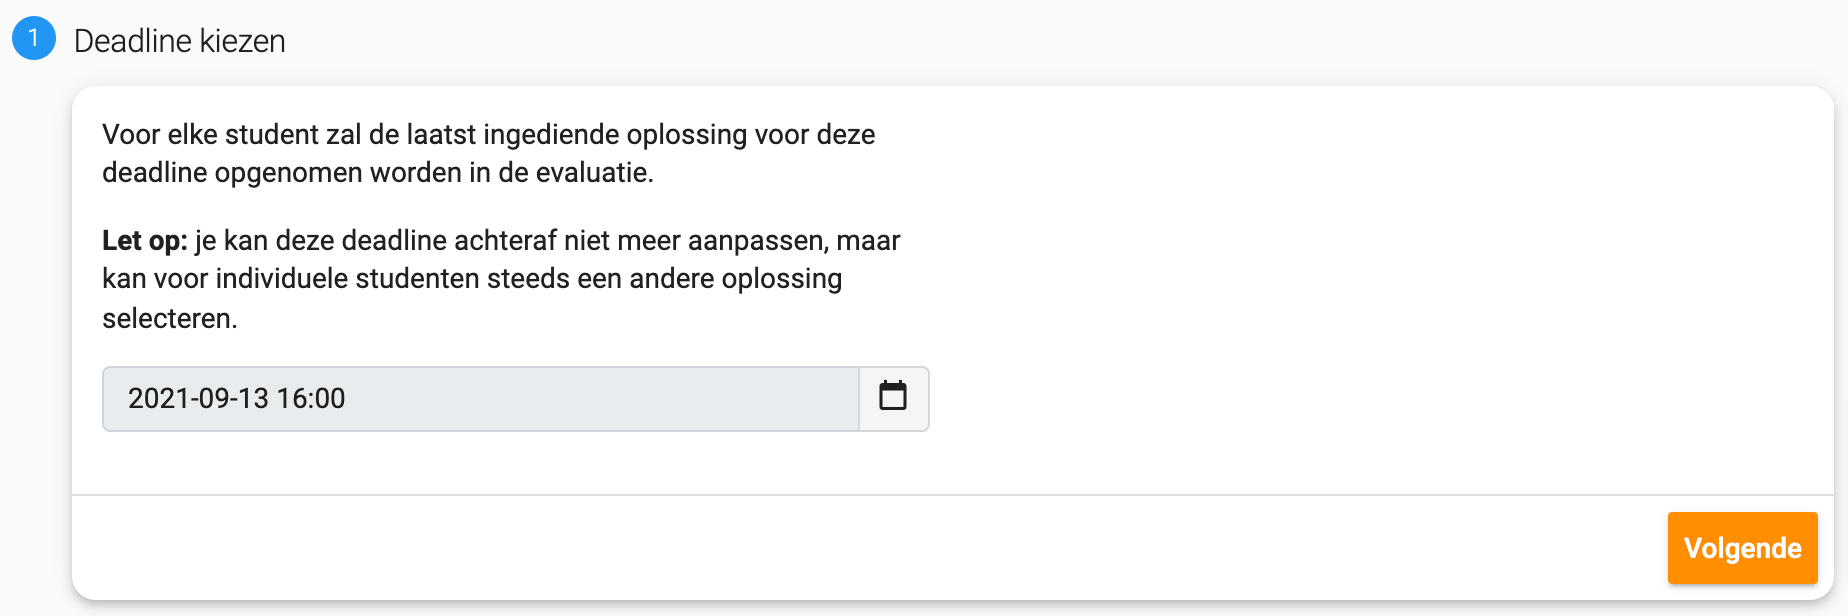 1 Deadline kiezen
Voor elke student zal de laatst ingediende oplossing voor deze
deadline opgenomen worden in de evaluatie.
Let op: je kan deze deadline achteraf niet meer aanpassen, maar
kan voor individuele studenten steeds een andere oplossing
selecteren.
2021-09-13 16:00
Volgende